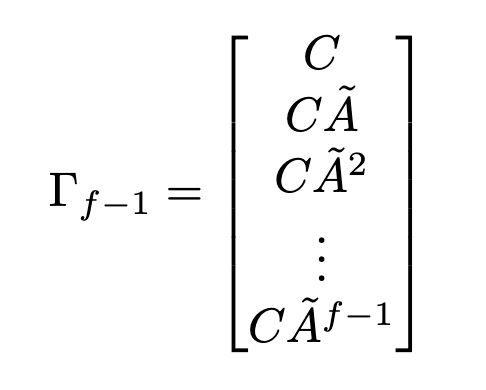 C
CÃ
CÃ²
Γ_{f−1} =
⋮
CÃ^{f−1}